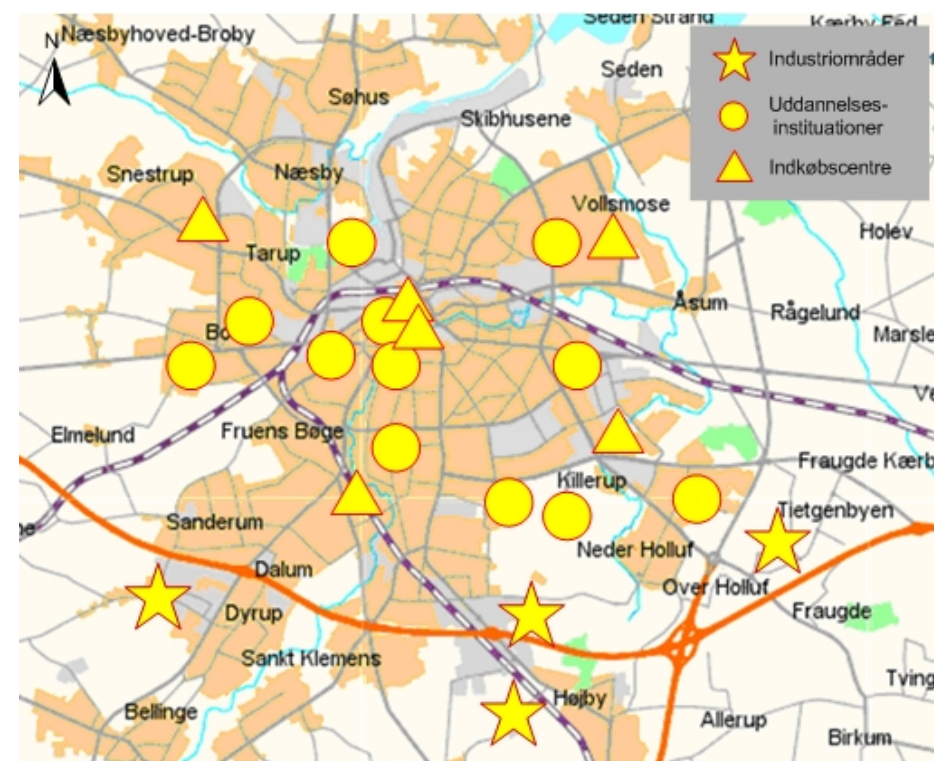 Seden Strand
Kærby Fed
N
Næsbyhoved-Broby
Seden
Søhus
Skibhusene
Industriområder
Uddannelses-
instituationer
Indkøbscentre
Snestrup
Næsby
Vollsmose
Holev
Tarup
Åsum
Rågelund
Marsle
Bo
Ve
Elmelund
Fruens Bøge
Fraugde Kærb
Killerup
Tietgenbyen
Sanderum
Neder Holluf
Dalum
Over Holluf
Dyrup
Fraugde
Sankt Klemens
Tving
Højby
Bellinge
Allerup
Birkum